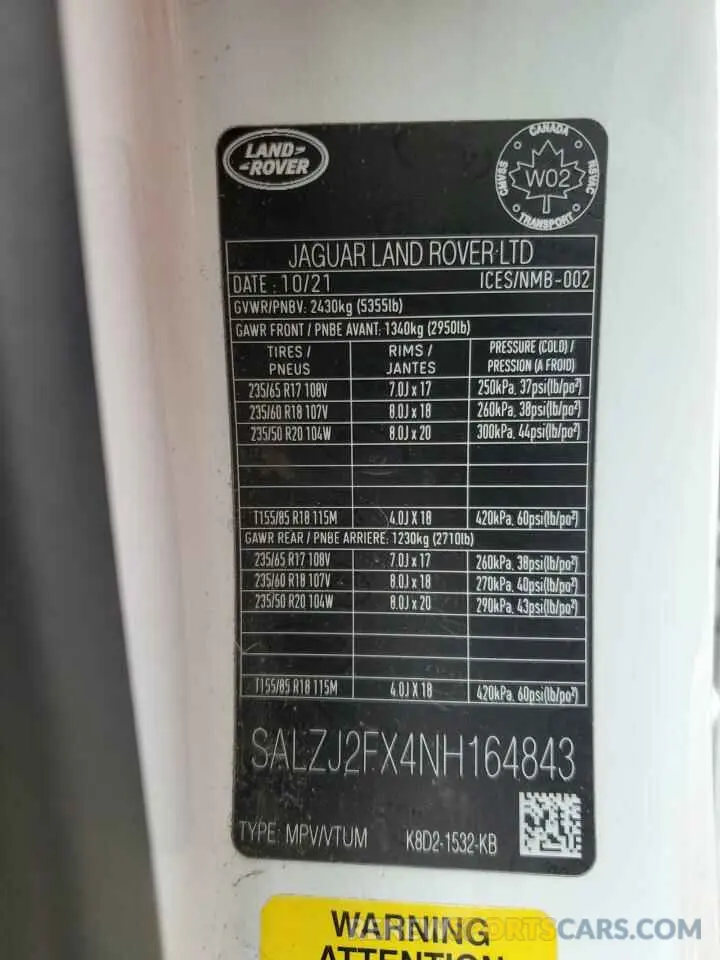 LAND-
-ROVER
CANADA
CMVSS
NSVAC
W02
TRANSPORT
JAGUAR LAND ROVER LTD
DATE : 10/21 ICES/NMB-002
GVWR/PNBV: 2430kg (5355lb)
GAWR FRONT / PNBE AVANT: 1340kg (2950lb)
TIRES / PNEUS RIMS / JANTES PRESSURE (COLD) / PRESSION (A FROID)
235/65 R17 108V 7.0J x 17 250kPa, 37psi(lb/po²)
235/60 R18 107V 8.0J x 18 260kPa, 38psi(lb/po²)
235/50 R20 104W 8.0J x 20 300kPa, 44psi(lb/po²)
T155/85 R18 115M 4.0J X 18 420kPa, 60psi(lb/po²)
GAWR REAR / PNBE ARRIERE: 1230kg (2710lb)
235/65 R17 108V 7.0J x 17 260kPa, 38psi(lb/po²)
235/60 R18 107V 8.0J x 18 270kPa, 40psi(lb/po²)
235/50 R20 104W 8.0J x 20 290kPa, 43psi(lb/po²)
T155/85 R18 115M 4.0J X 18 420kPa, 60psi(lb/po²)
SALZJ2FX4NH164843
TYPE: MPV/VTUM K8D2-1532-KB
WARNING
ATTENTION